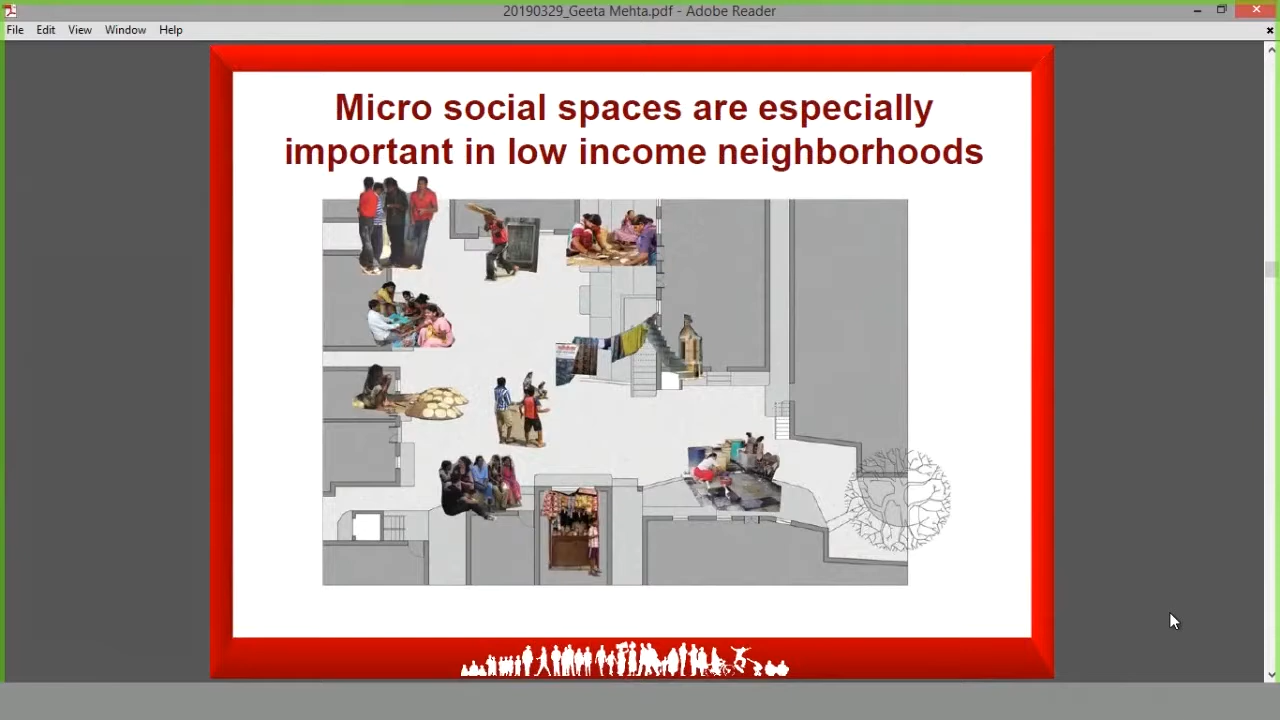 20190329_Geeta Mehta.pdf - Adobe Reader
File Edit View Window Help
Micro social spaces are especially
important in low income neighborhoods